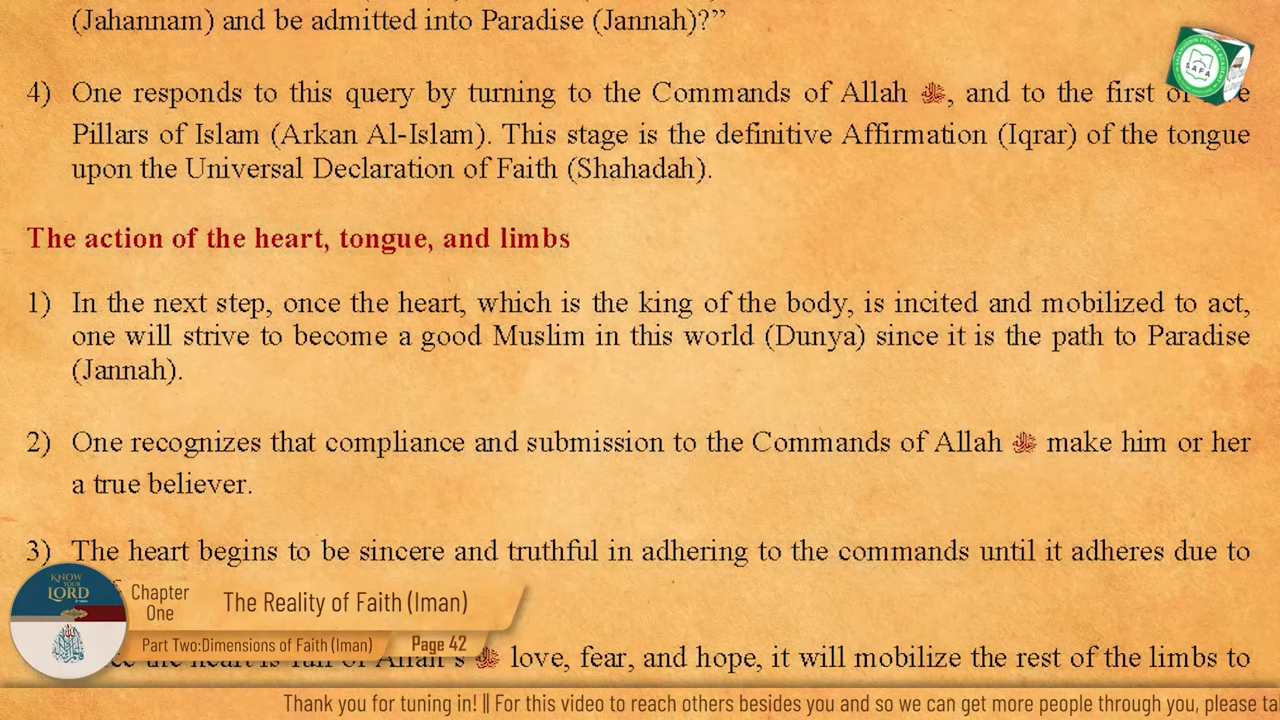 (Jahannam) and be admitted into Paradise (Jannah)?”
4) One responds to this query by turning to the Commands of Allah ﷻ, and to the first of
Pillars of Islam (Arkan Al-Islam). This stage is the definitive Affirmation (Iqrar) of the tongue
upon the Universal Declaration of Faith (Shahadah).
SAFA
The action of the heart, tongue, and limbs
1) In the next step, once the heart, which is the king of the body, is incited and mobilized to act,
one will strive to become a good Muslim in this world (Dunya) since it is the path to Paradise
(Jannah).
2) One recognizes that compliance and submission to the Commands of Allah ﷻ make him or her
a true believer.
3) The heart begins to be sincere and truthful in adhering to the commands until it adheres due to
the heart is full of Allah's ﷻ love, fear, and hope, it will mobilize the rest of the limbs to
KNOW YOUR LORD
Chapter One
The Reality of Faith (Iman)
Part Two:Dimensions of Faith (Iman)
Page 42
Thank you for tuning in! || For this video to reach others besides you and so we can get more people through you, please ta